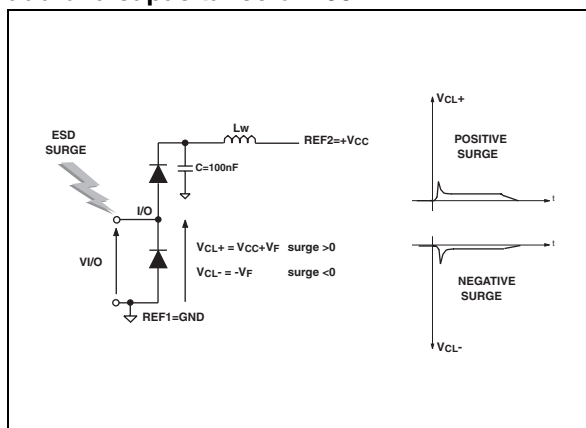 ESD
SURGE
I/O
VI/O
Lw
REF2=+VCC
C=100nF
VCL+ = VCC+VF surge >0
VCL- = -VF surge <0
REF1=GND
VCL+
POSITIVE
SURGE
t
t
NEGATIVE
SURGE
VCL-